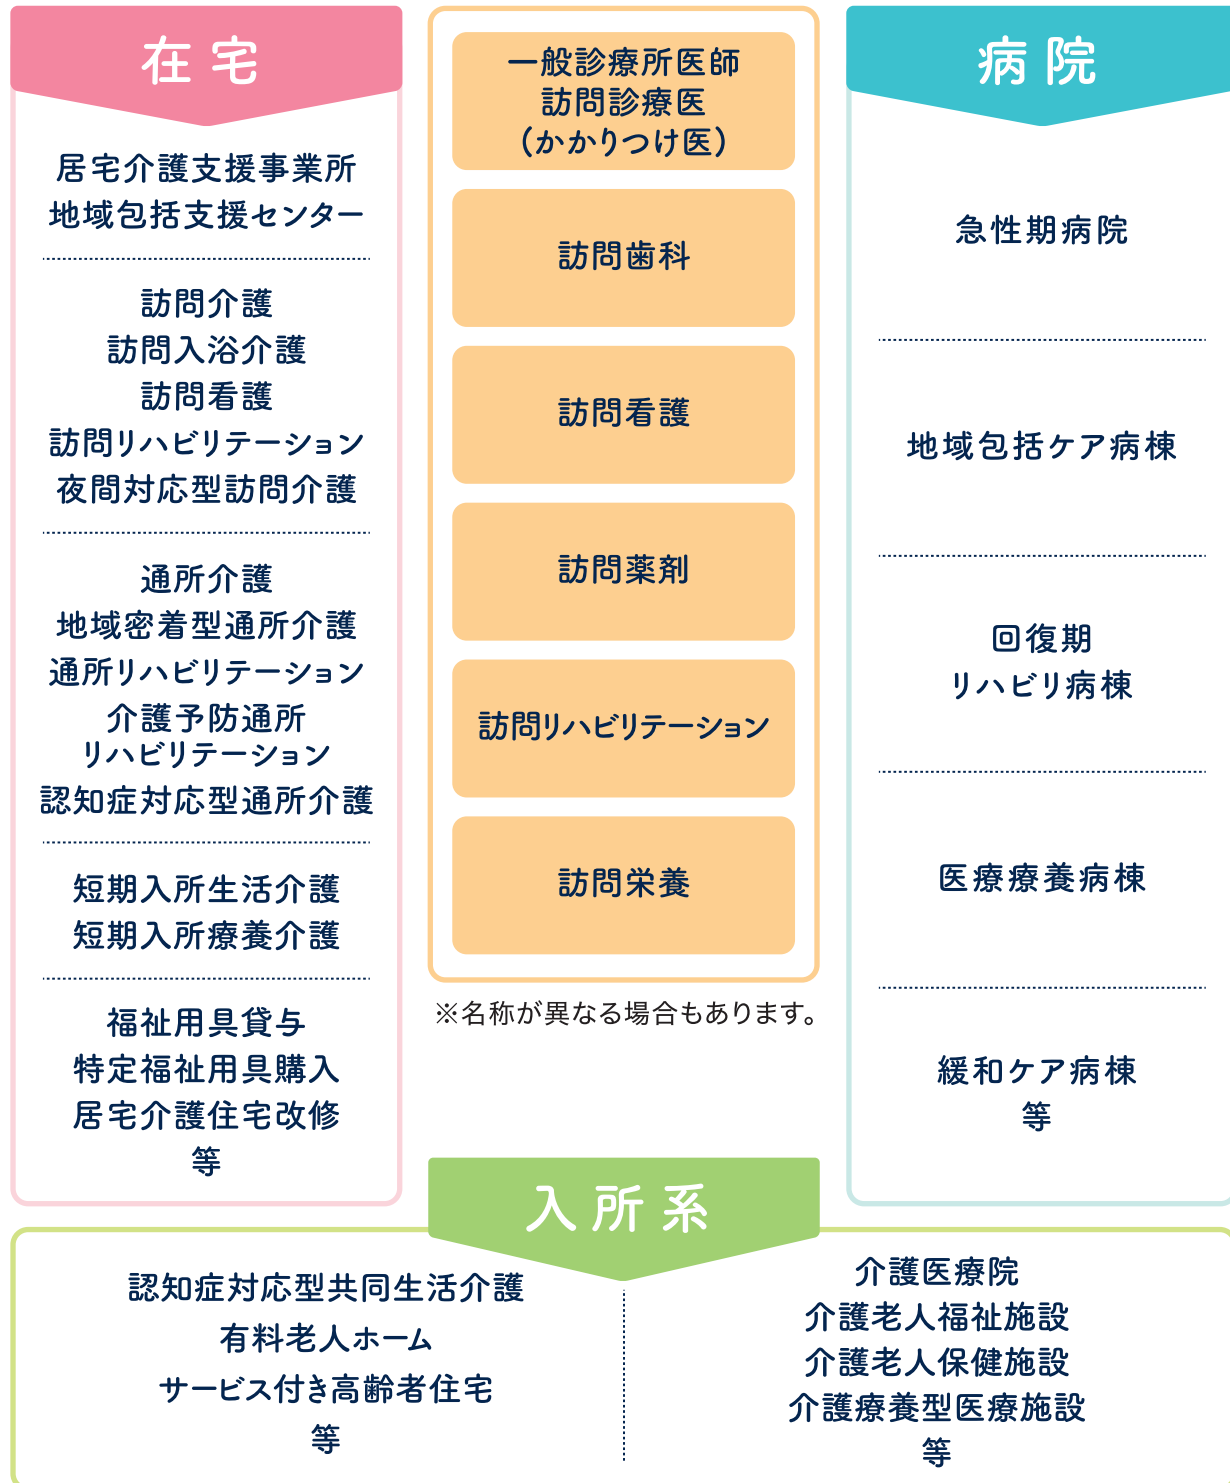 在宅
居宅介護支援事業所
地域包括支援センター
訪問介護
訪問入浴介護
訪問看護
訪問リハビリテーション
夜間対応型訪問介護
通所介護
地域密着型通所介護
通所リハビリテーション
介護予防通所
リハビリテーション
認知症対応型通所介護
短期入所生活介護
短期入所療養介護
福祉用具貸与
特定福祉用具購入
居宅介護住宅改修
等
一般診療所医師
訪問診療医
(かかりつけ医)
訪問歯科
訪問看護
訪問薬剤
訪問リハビリテーション
訪問栄養
※名称が異なる場合もあります。
病院
急性期病院
地域包括ケア病棟
回復期
リハビリ病棟
医療療養病棟
緩和ケア病棟
等
入所系
認知症対応型共同生活介護
有料老人ホーム
サービス付き高齢者住宅
等
介護医療院
介護老人福祉施設
介護老人保健施設
介護療養型医療施設
等